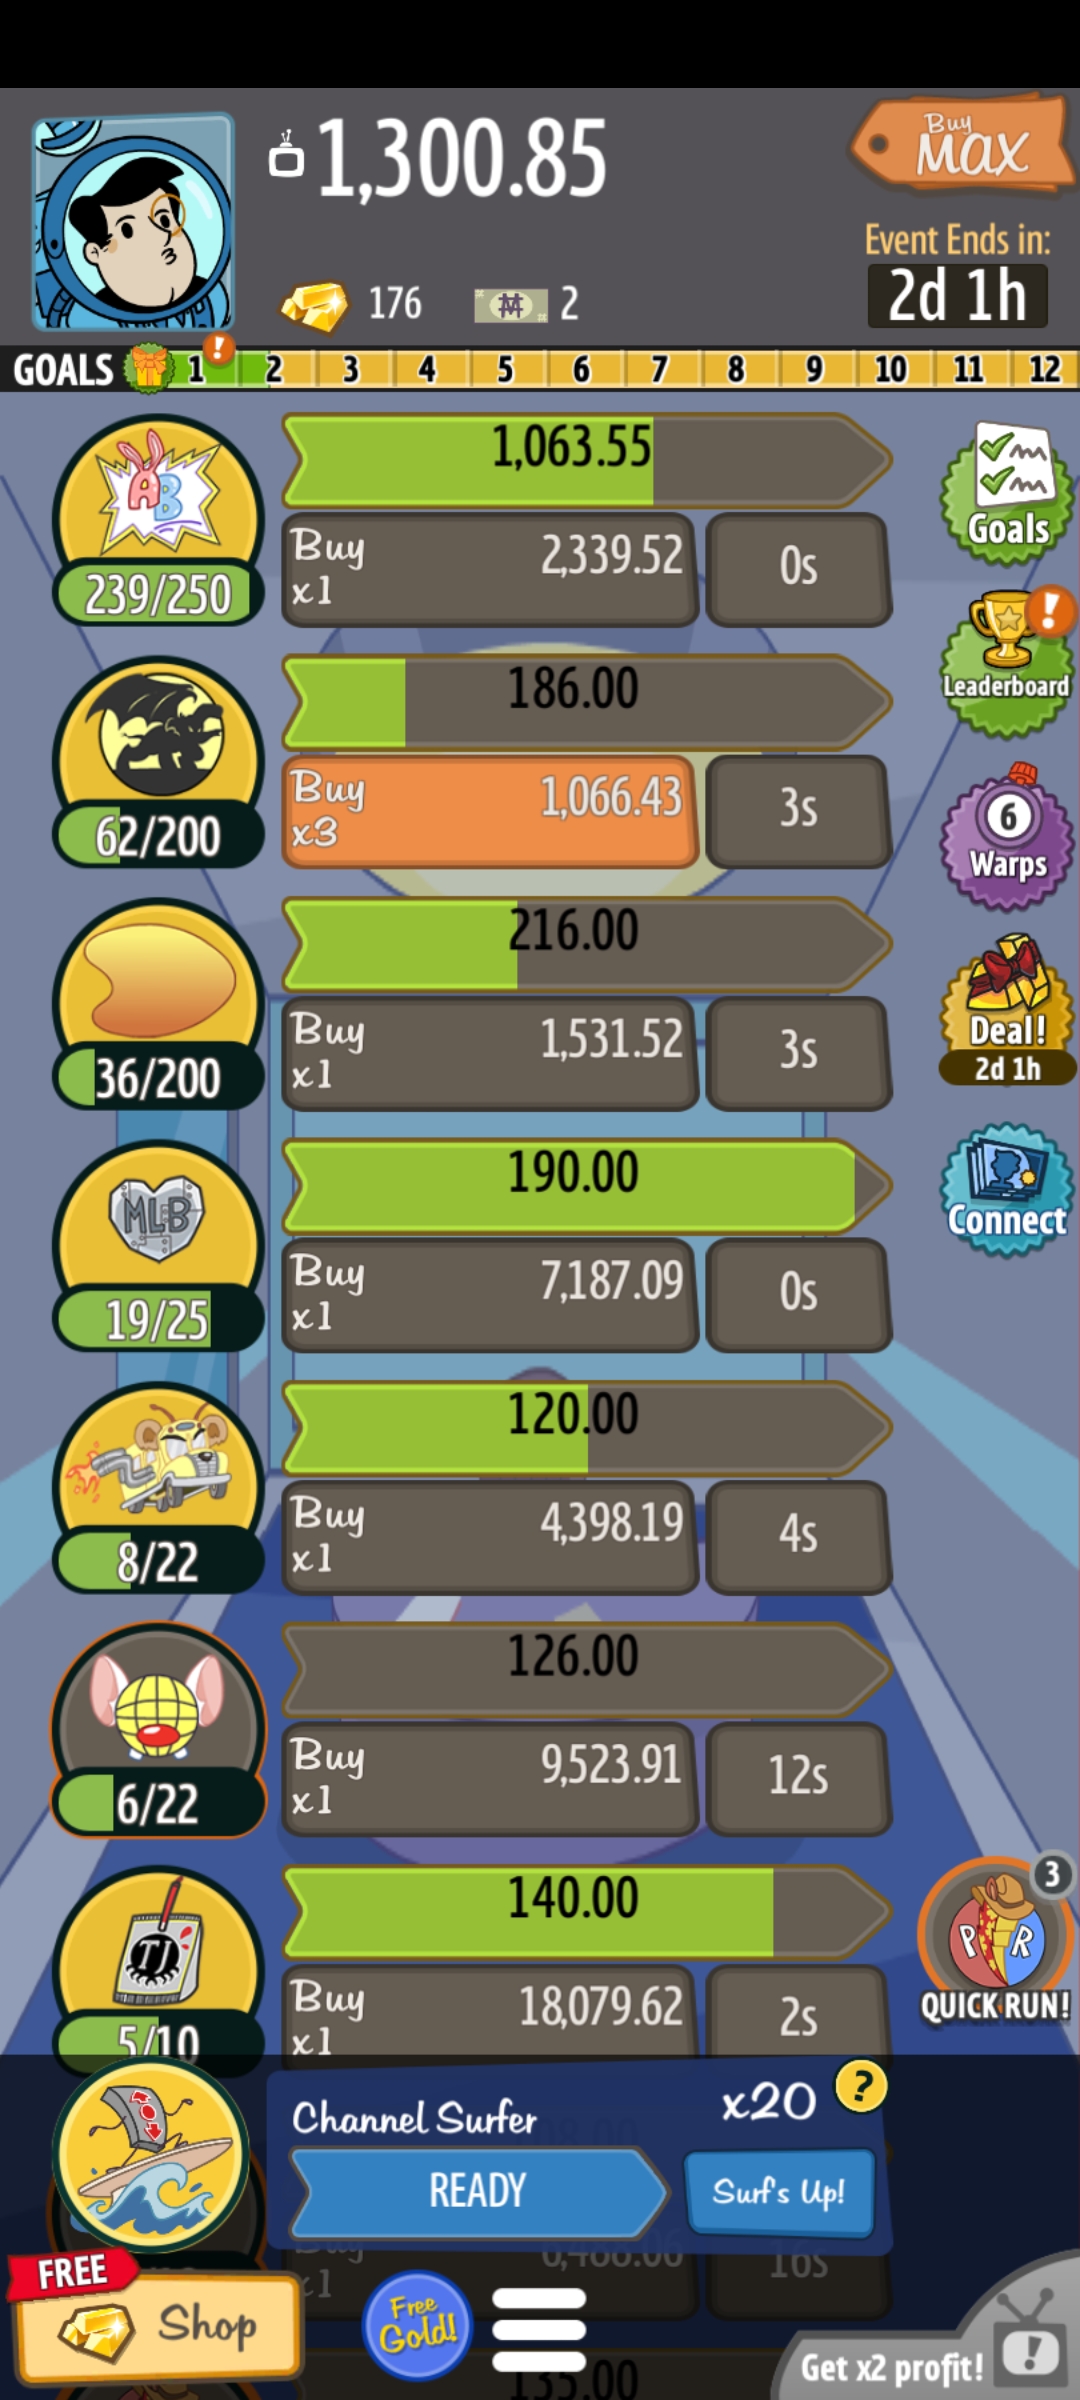 1,300.85
Buy
MAX
Event Ends in:
2d 1h
176
2
GOALS 1 ! 2 3 4 5 6 7 8 9 10 11 12
AB
1,063.55
239/250
Buy
x1
2,339.52
0s
Goals
186.00
62/200
Buy
x3
1,066.43
3s
!
Leaderboard
216.00
36/200
Buy
x1
1,531.52
3s
6
Warps
Deal!
2d 1h
MLB
190.00
19/25
Buy
x1
7,187.09
0s
Connect
120.00
8/22
Buy
x1
4,398.19
4s
126.00
6/22
Buy
x1
9,523.91
12s
TJ
140.00
5/10
Buy
x1
18,079.62
2s
3
P R
QUICK RUN!
Channel Surfer
x20
?
READY
Surf's Up!
Buy
x1
6,488.06
16s
FREE
Shop
Free
Gold!
135.00
Get x2 profit!
!